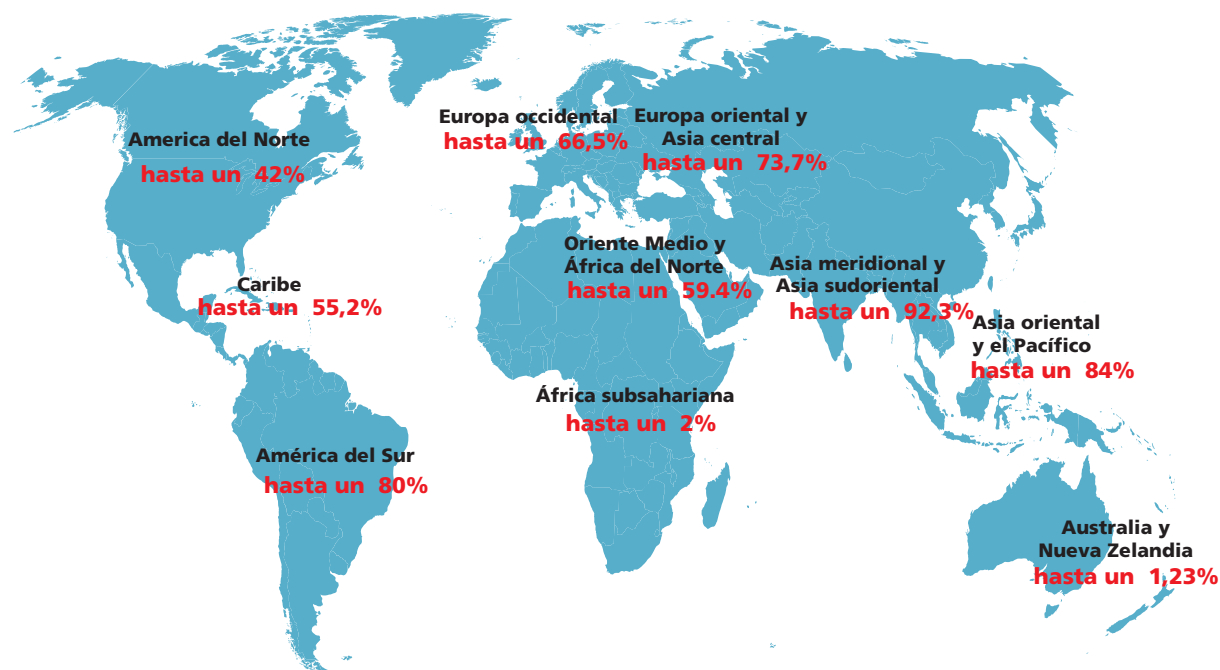 America del Norte
hasta un 42%
Europa occidental
hasta un 66,5%
Europa oriental y
Asia central
hasta un 73,7%
Caribe
hasta un 55,2%
Oriente Medio y
África del Norte
hasta un 59.4%
Asia meridional y
Asia sudoriental
hasta un 92,3%
Asia oriental
y el Pacífico
hasta un 84%
África subsahariana
hasta un 2%
América del Sur
hasta un 80%
Australia y
Nueva Zelandia
hasta un 1,23%